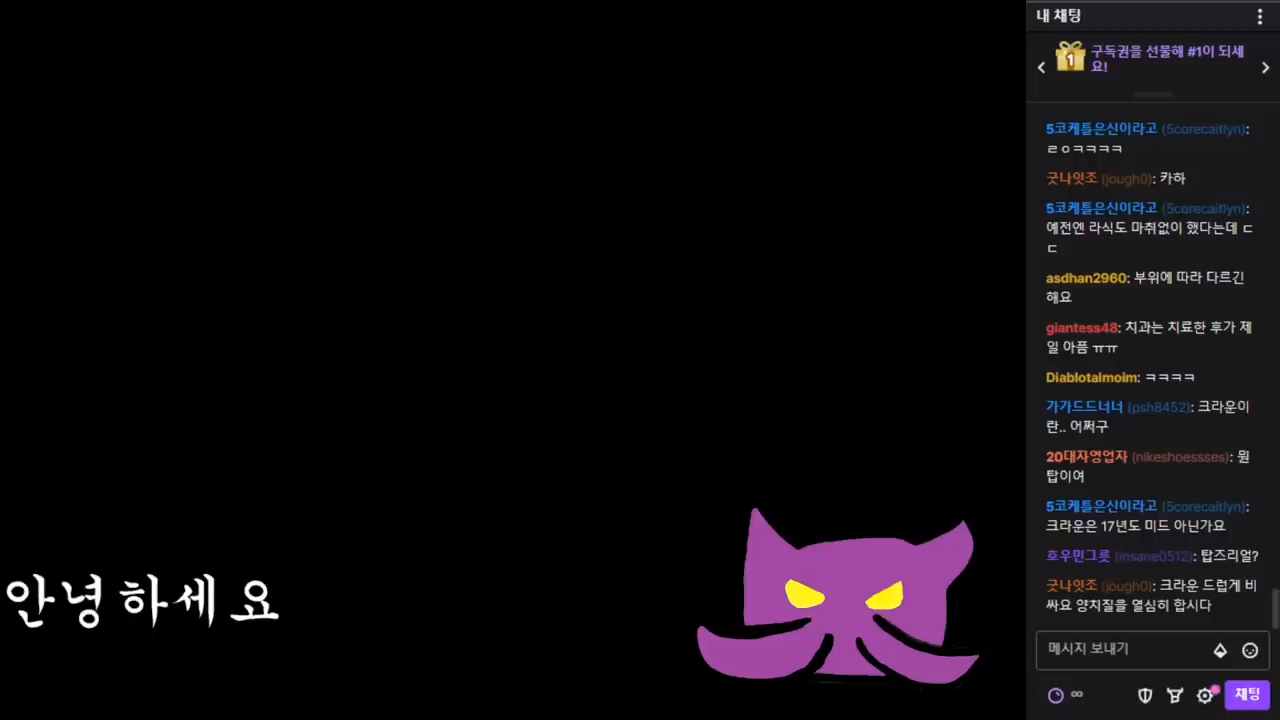 내 채팅
1
구독권을 선물해 #1이 되세
요!
5코케틀은신이라고 (5corecaitlyn):
ㄹㅇㅋㅋㅋㅋ
굿나잇조 (jough0): 카하
5코케틀은신이라고 (5corecaitlyn):
예전엔 라식도 마취없이 했다는데 ㄷ
ㄷ
asdhan2960: 부위에 따라 다르긴
해요
giantess48: 치과는 치료한 후가 제
일 아픔 ㅠㅠ
Diablotalmoim: ㅋㅋㅋㅋ
가가드드너너 (psh8452): 크라운이
란.. 어쩌구
20대자영업자 (nikeshoessses): 뭔
탑이여
5코케틀은신이라고 (5corecaitlyn):
크라운은 17년도 미드 아닌가요
호우민그릇 (insane0512): 탑즈리얼?
굿나잇조 (jough0): 크라운 드럽게 비
싸요 양치질을 열심히 합시다
안녕하세요
메시지 보내기
∞
채팅